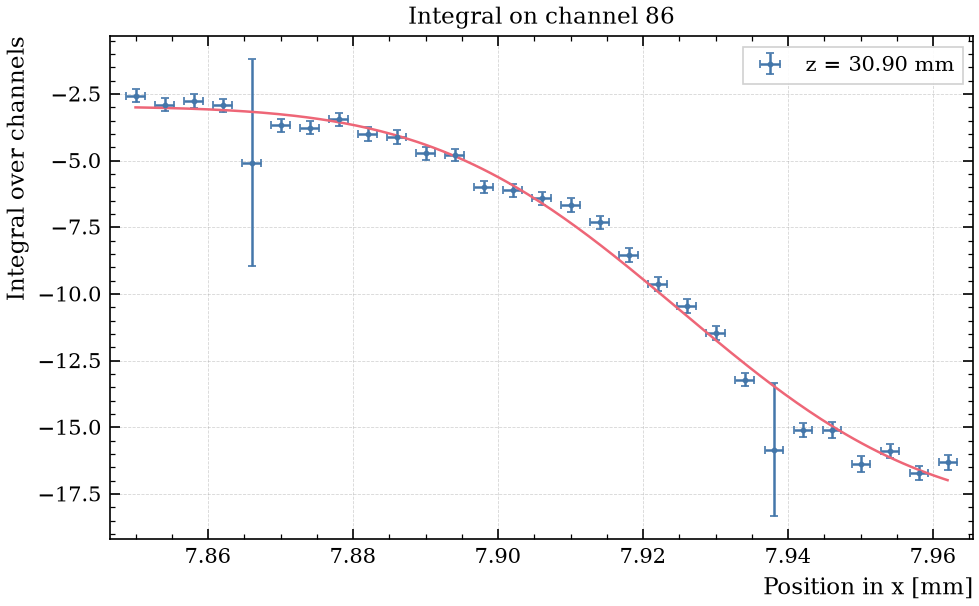 Integral on channel 86
Integral over channels
z = 30.90 mm
−2.5
−5.0
−7.5
−10.0
−12.5
−15.0
−17.5
7.86 7.88 7.90 7.92 7.94 7.96
Position in x [mm]